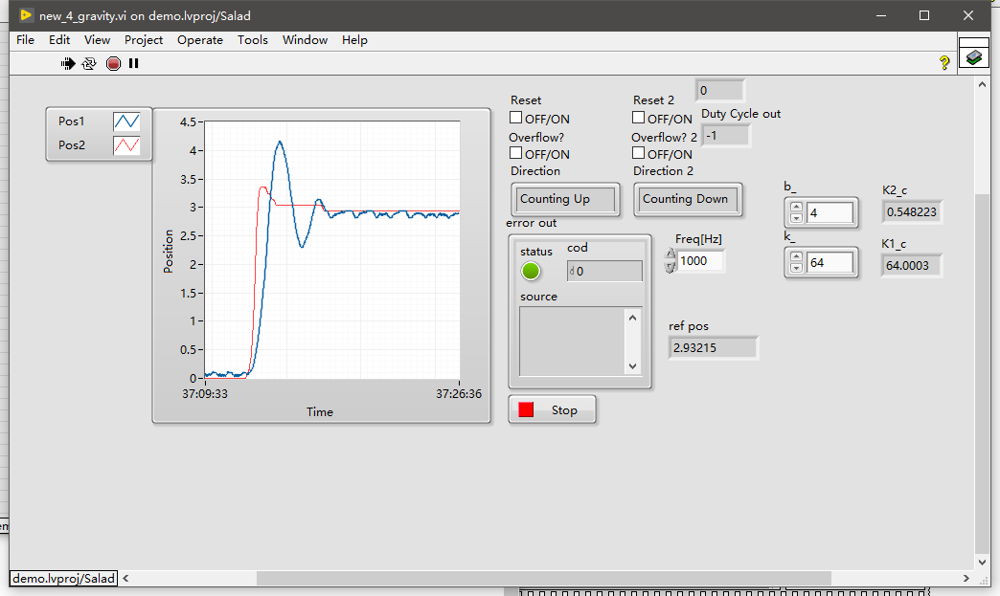 new_4_gravity.vi on demo.lvproj/Salad
File Edit View Project Operate Tools Window Help
?
Pos1
Pos2
4.5
4
3.5
3
2.5
2
1.5
1
0.5
0
Position
37:09:33 37:26:36
Time
Reset
OFF/ON
Overflow?
OFF/ON
Direction
Counting Up
Reset 2
OFF/ON
Overflow? 2
OFF/ON
Direction 2
Counting Down
0
Duty Cycle out
-1
error out
status
cod
d 0
source
Stop
Freq[Hz]
1000
ref pos
2.93215
b_
4
k_
64
K2_c
0.548223
K1_c
64.0003
demo.lvproj/Salad